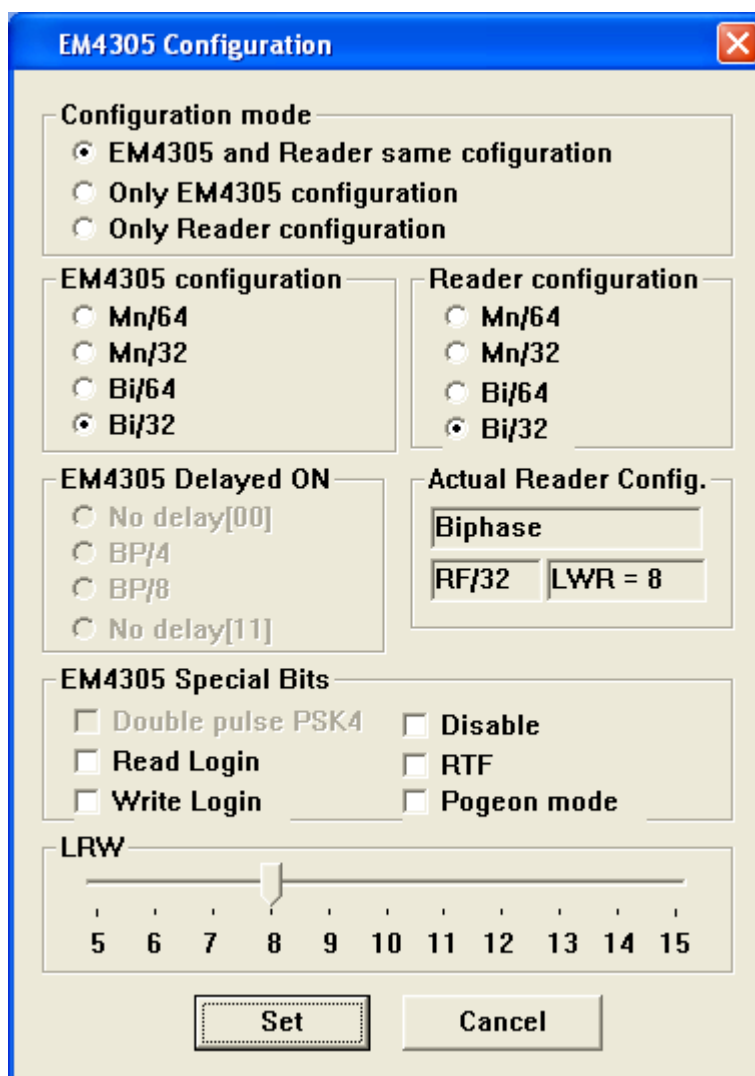 EM4305 Configuration
Configuration mode
EM4305 and Reader same cofiguration
Only EM4305 configuration
Only Reader configuration
EM4305 configuration
Mn/64
Mn/32
Bi/64
Bi/32
Reader configuration
Mn/64
Mn/32
Bi/64
Bi/32
EM4305 Delayed ON
No delay[00]
BP/4
BP/8
No delay[11]
Actual Reader Config.
Biphase
RF/32 LWR = 8
EM4305 Special Bits
Double pulse PSK4
Read Login
Write Login
Disable
RTF
Pogeon mode
LRW
5 6 7 8 9 10 11 12 13 14 15
Set Cancel